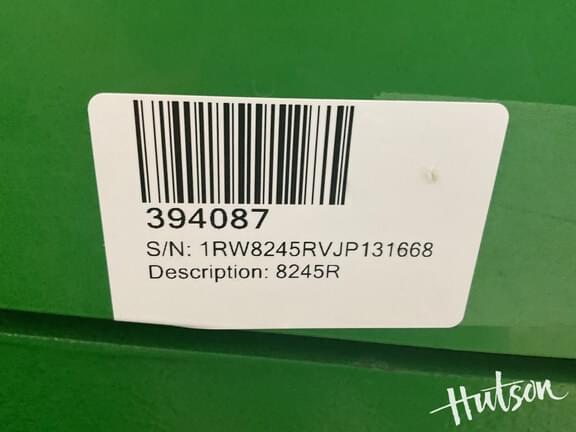 394087
S/N: 1RW8245RVJP131668
Description: 8245R
Hutson